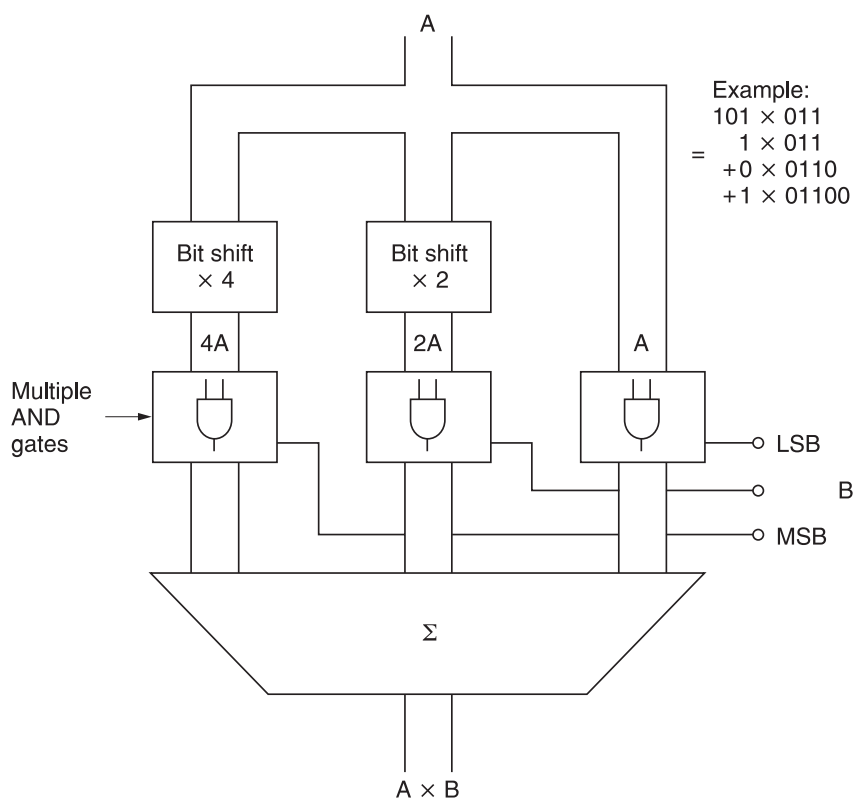 A
Example:
101 × 011
1 × 011
= +0 × 0110
+1 × 01100
Bit shift
× 4
Bit shift
× 2
4A
2A
A
Multiple
AND
gates
LSB
B
MSB
Σ
A × B